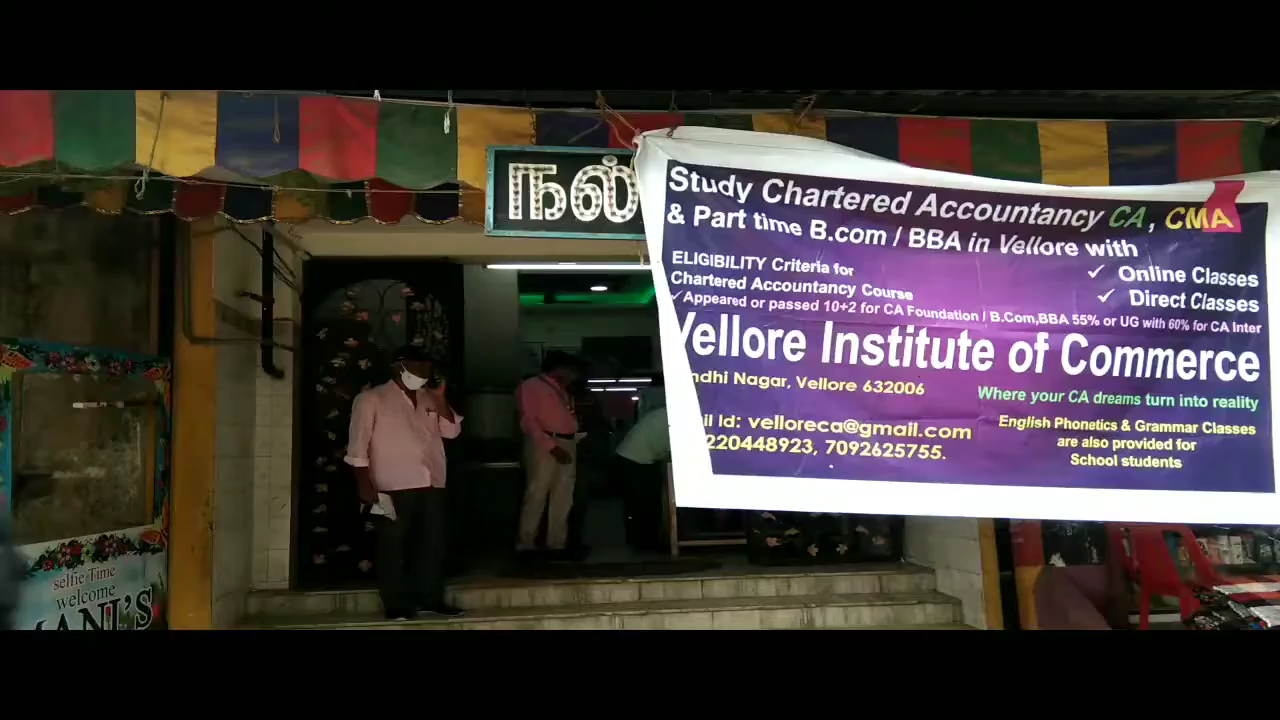 நல்
Study Chartered Accountancy CA, CMA
& Part time B.com / BBA in Vellore with
ELIGIBILITY Criteria for
Chartered Accountancy Course
✓ Online Classes
✓ Direct Classes
✓Appeared or passed 10+2 for CA Foundation / B.Com,BBA 55% or UG with 60% for CA Inter
Vellore Institute of Commerce
ndhi Nagar, Vellore 632006
Where your CA dreams turn into reality
il Id: velloreca@gmail.com
220448923, 7092625755.
English Phonetics & Grammar Classes
are also provided for
School students
selfie Time
welcome
ANI'S